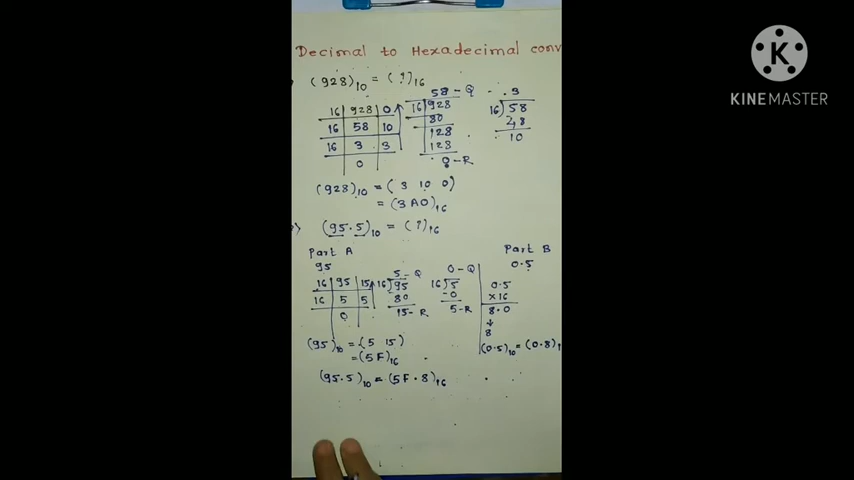 Decimal to Hexadecimal conv
(928)10 = (?)16
16 | 928 | 0
16 | 58 | 10
16 | 3 | 3
0
58 - Q
16 ) 928
80
128
128
0 - R
3
16 ) 58
48
10
(928)10 = (3 10 0)
= (3A0)16
(95.5)10 = (?)16
Part A
95
16 | 95 | 15
16 | 5 | 5
0
5 - Q
16 ) 95
80
15 - R
0 - Q
16 ) 5
-0
5 - R
Part B
0.5
0.5
×16
8.0
↓
8
(0.5)10 = (0.8)1
(95)10 = (5 15)
= (5F)16
(95.5)10 = (5F.8)16
K
KINEMASTER